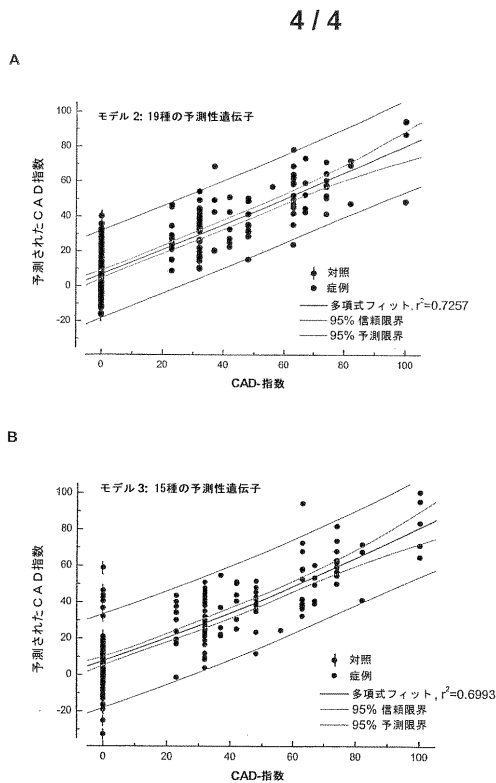 4 / 4
A
モデル 2: 19種の予測性遺伝子
100
80
60
40
20
0
-20
予測されたCAD指数
対照
症例
多項式フィット, r²=0.7257
95% 信頼限界
95% 予測限界
0 20 40 60 80 100
CAD-指数
B
モデル 3: 15種の予測性遺伝子
100
80
60
40
20
0
-20
予測されたCAD指数
対照
症例
多項式フィット, r²=0.6993
95% 信頼限界
95% 予測限界
0 20 40 60 80 100
CAD-指数